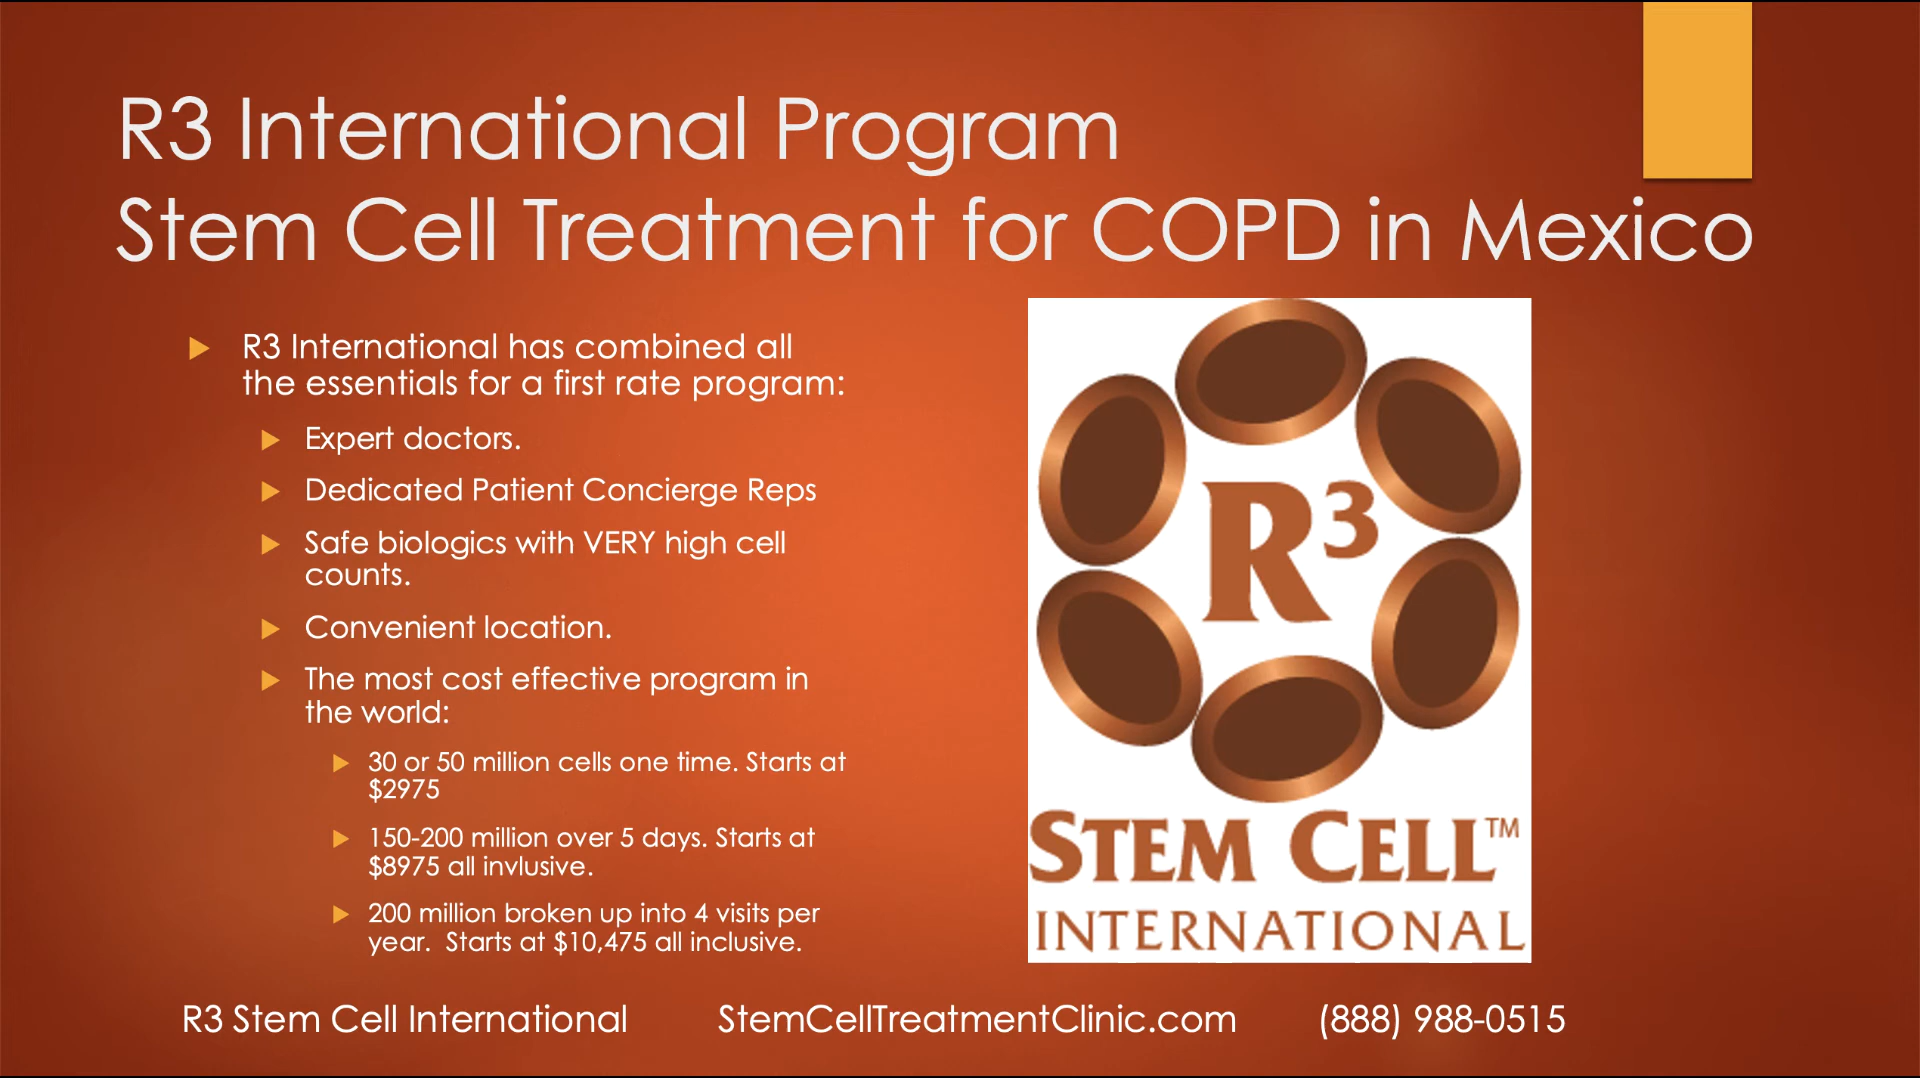 R3 International Program
Stem Cell Treatment for COPD in Mexico
R3 International has combined all
the essentials for a first rate program:
Expert doctors.
Dedicated Patient Concierge Reps
Safe biologics with VERY high cell
counts.
Convenient location.
The most cost effective program in
the world:
30 or 50 million cells one time. Starts at
$2975
150-200 million over 5 days. Starts at
$8975 all invlusive.
200 million broken up into 4 visits per
year.  Starts at $10,475 all inclusive.
R³
STEM CELL™
INTERNATIONAL
R3 Stem Cell International StemCellTreatmentClinic.com (888) 988-0515